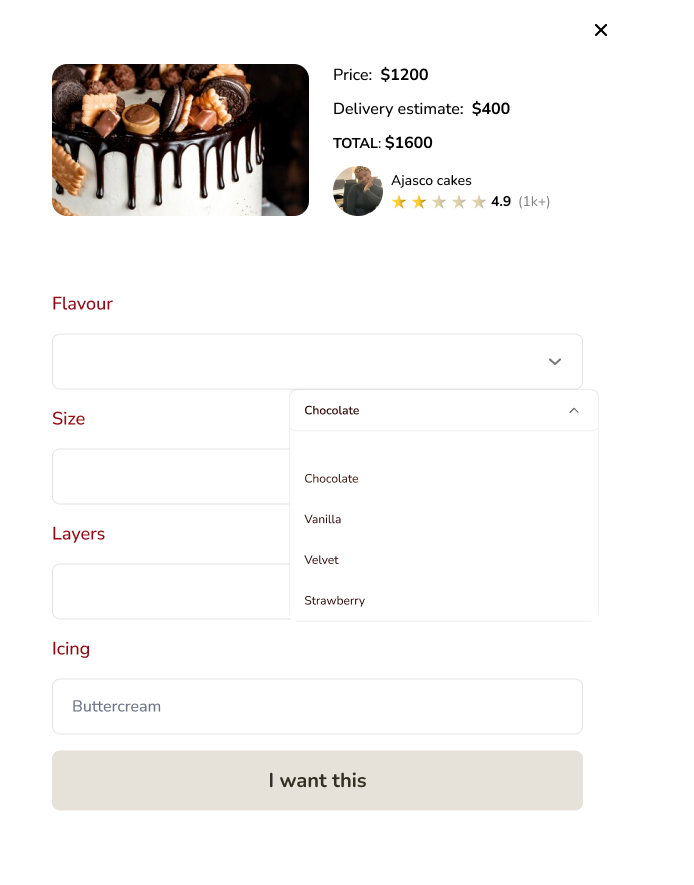 Price: $1200
Delivery estimate: $400
TOTAL: $1600
Ajasco cakes
4.9 (1k+)
Flavour
Chocolate
Size
Chocolate
Vanilla
Layers
Velvet
Strawberry
Icing
Buttercream
I want this